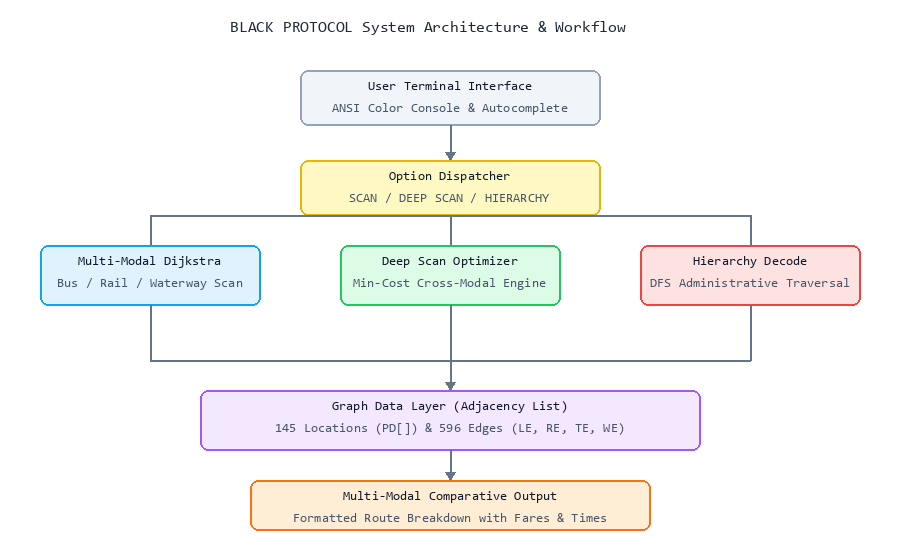 BLACK PROTOCOL System Architecture & Workflow
User Terminal Interface
ANSI Color Console & Autocomplete
Option Dispatcher
SCAN / DEEP SCAN / HIERARCHY
Multi-Modal Dijkstra
Bus / Rail / Waterway Scan
Deep Scan Optimizer
Min-Cost Cross-Modal Engine
Hierarchy Decode
DFS Administrative Traversal
Graph Data Layer (Adjacency List)
145 Locations (PD[]) & 596 Edges (LE, RE, TE, WE)
Multi-Modal Comparative Output
Formatted Route Breakdown with Fares & Times